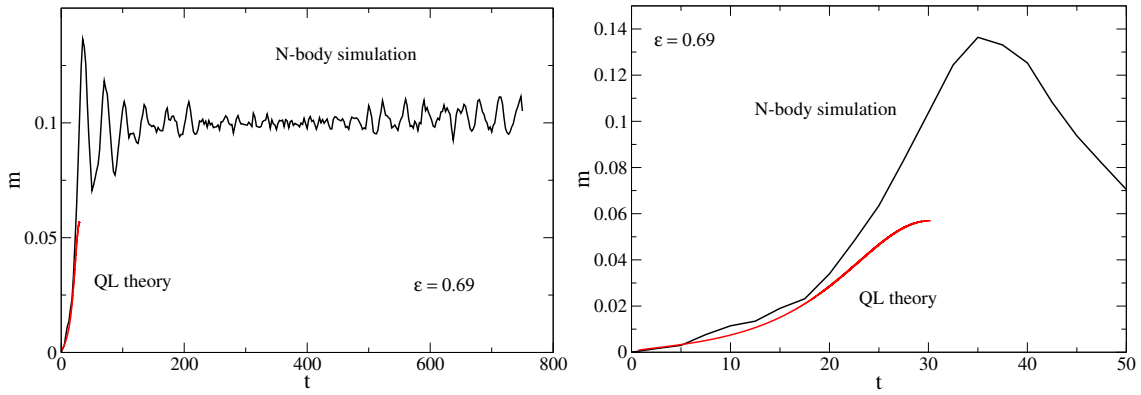 N-body simulation
0.1
m
0.05
QL theory
ε = 0.69
0
0 200 400 600 800
t
ε = 0.69
0.14
0.12
N-body simulation
0.10
0.08
m
0.06
0.04
QL theory
0.02
0
0 10 20 30 40 50
t